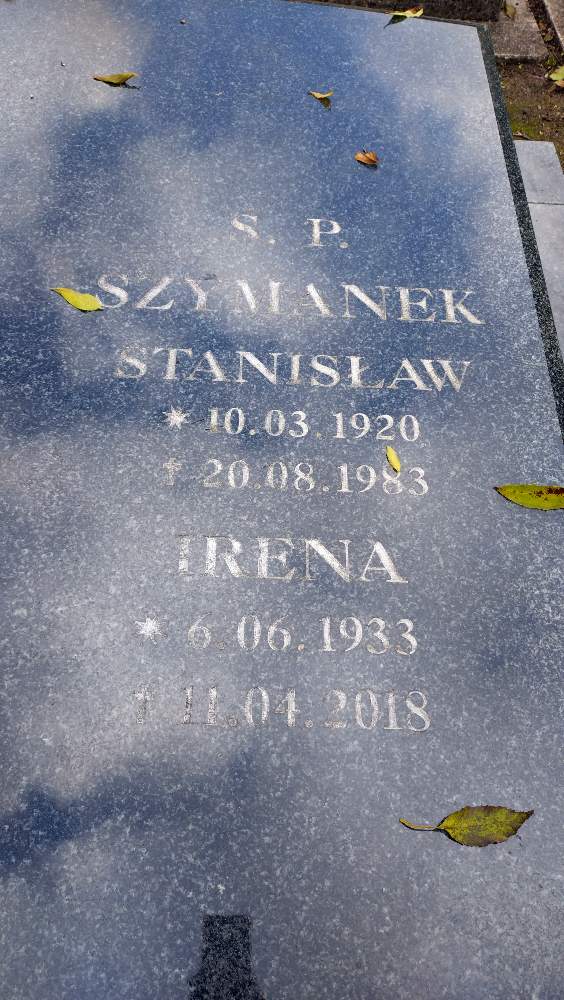 S. P.
SZYMANEK
STANISŁAW
* 10.03.1920
† 20.08.1983
IRENA
* 6.06.1933
† 11.04.2018